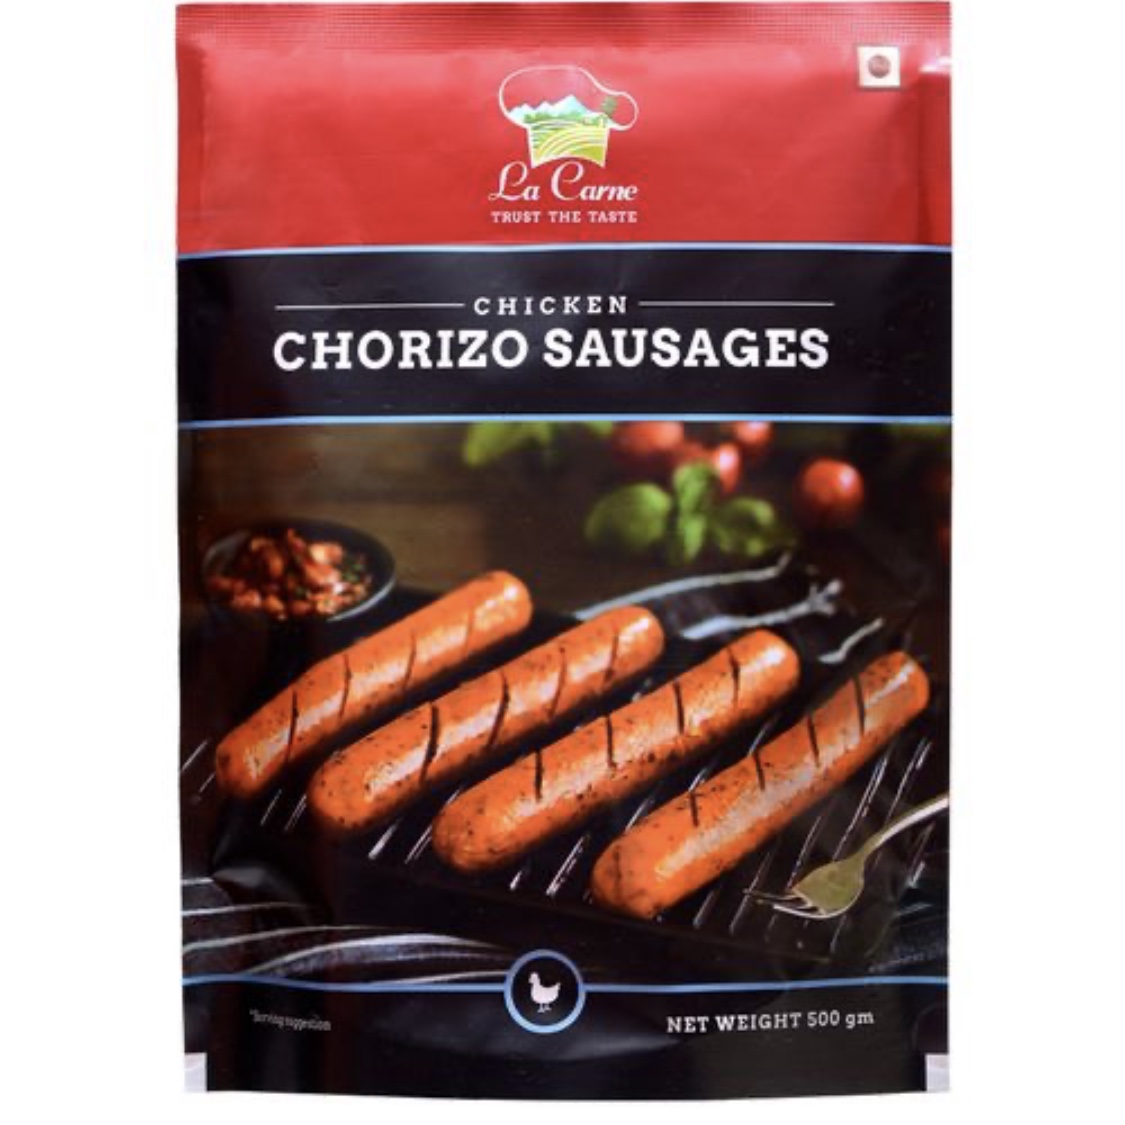 La Carne
TRUST THE TASTE
CHICKEN
CHORIZO SAUSAGES
*Serving suggestion
NET WEIGHT 500 gm